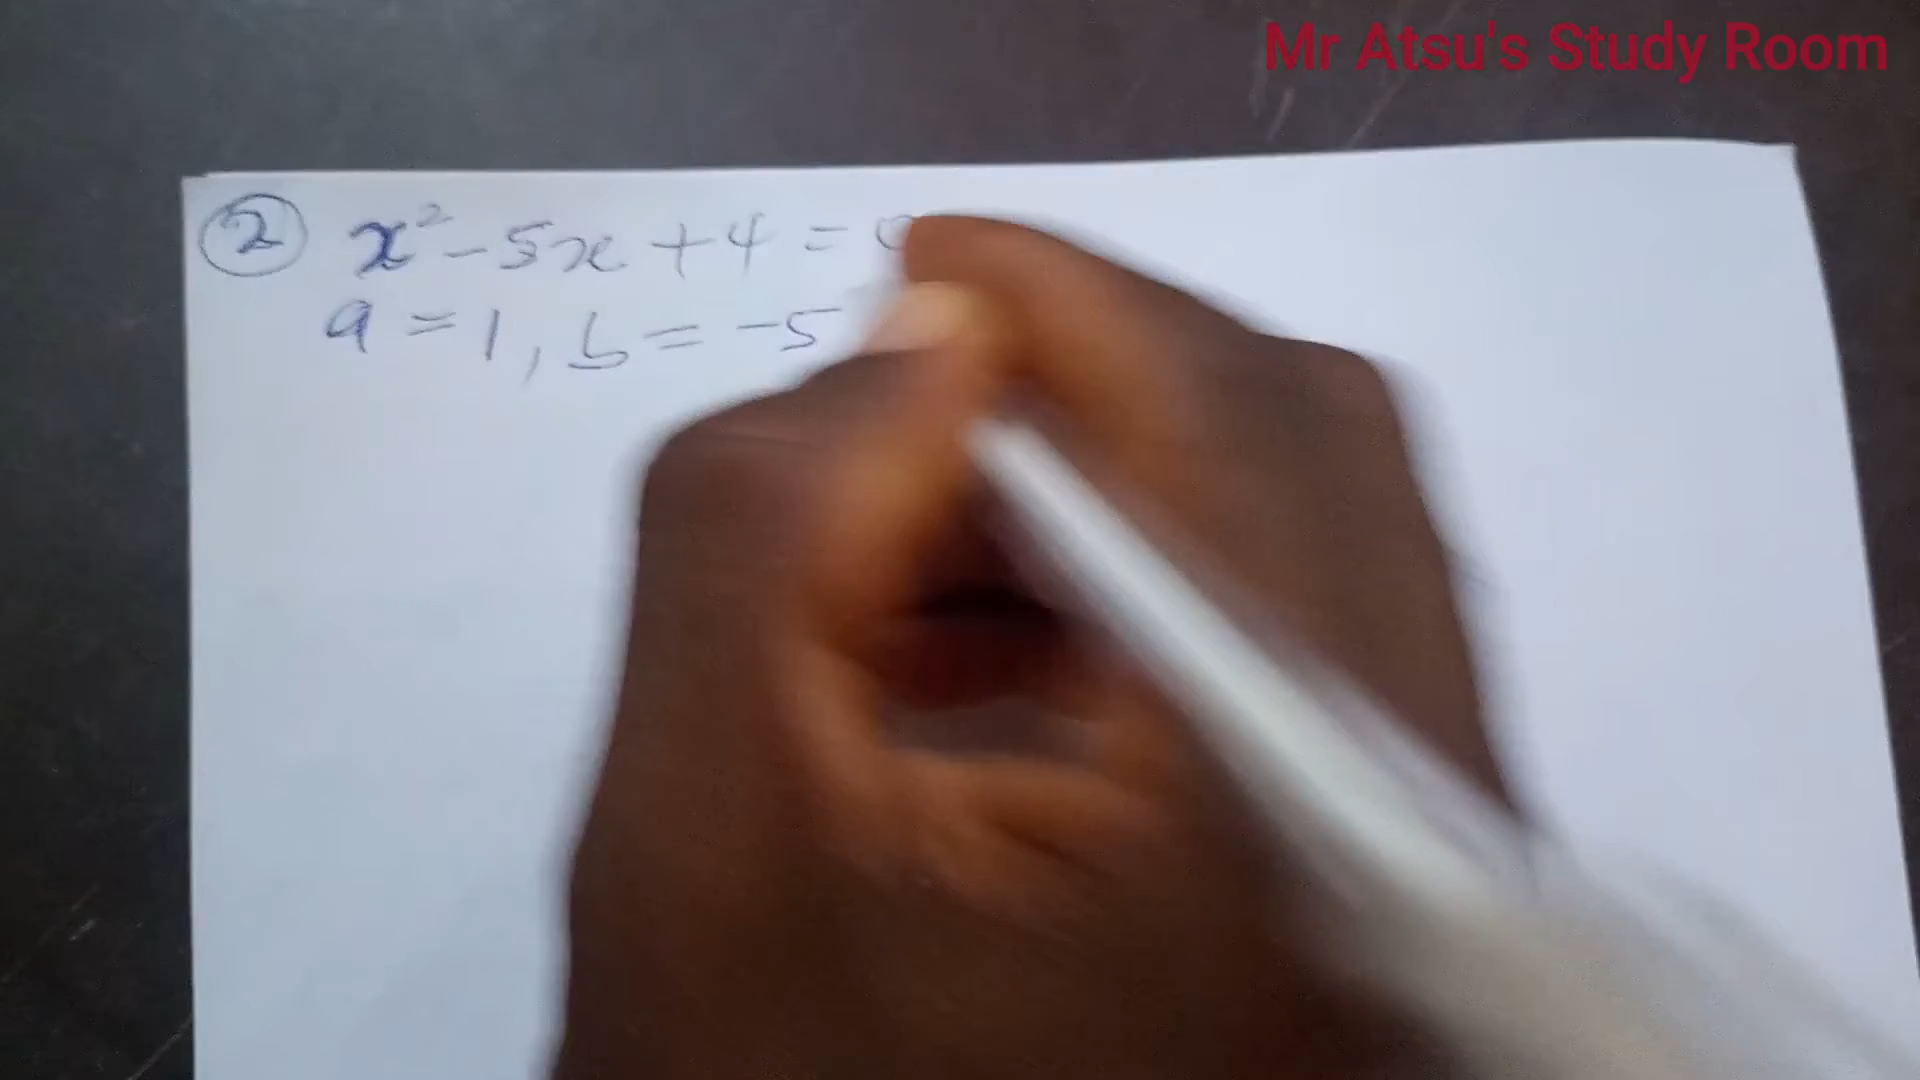 Mr Atsu's Study Room
② x² - 5x + 4 = 0
a = 1, b = -5